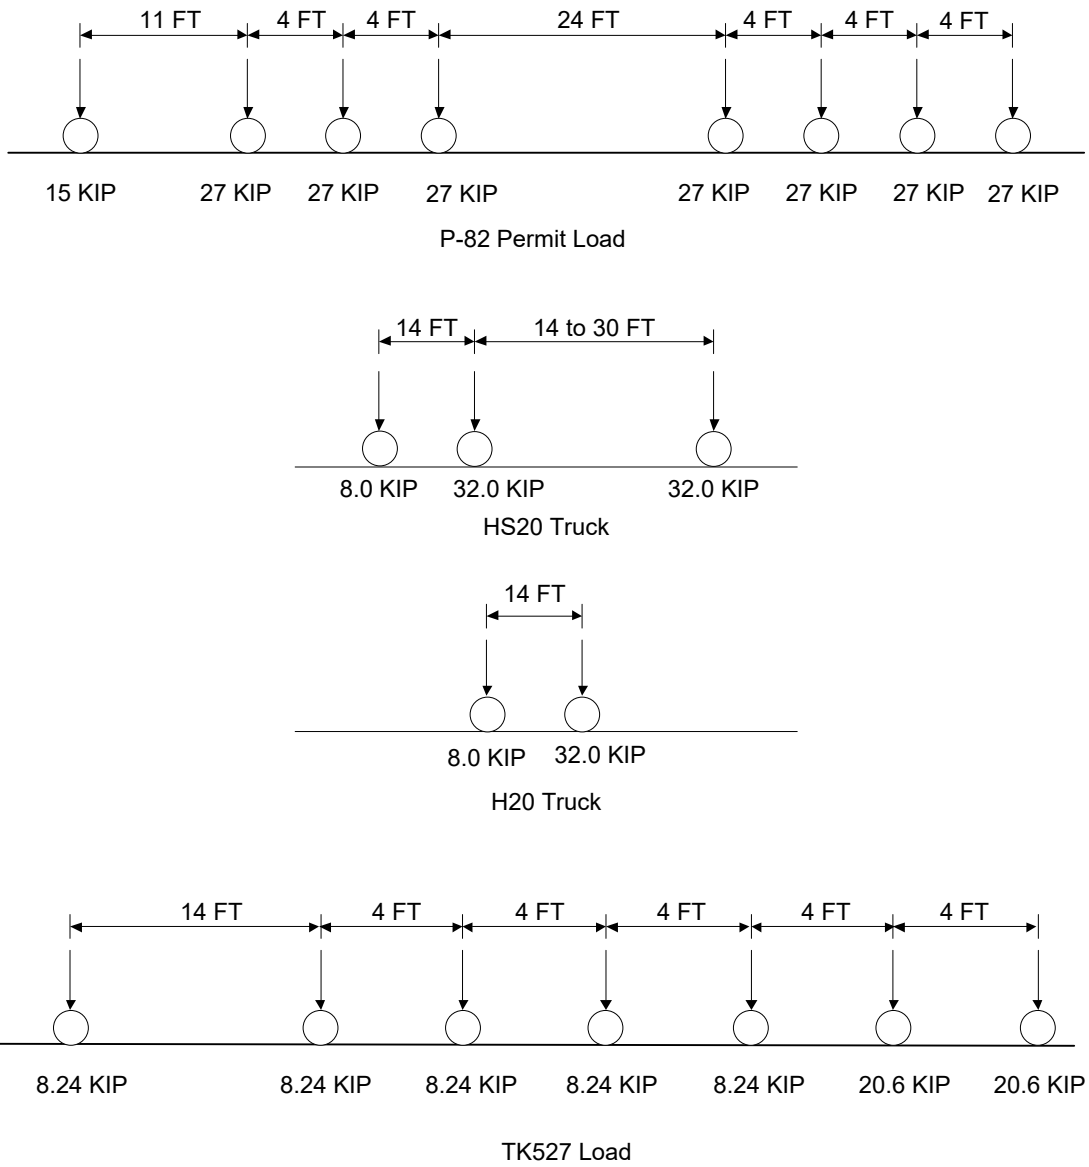 11 FT 4 FT 4 FT 24 FT 4 FT 4 FT 4 FT
15 KIP 27 KIP 27 KIP 27 KIP 27 KIP 27 KIP 27 KIP 27 KIP
P-82 Permit Load
14 FT 14 to 30 FT
8.0 KIP 32.0 KIP 32.0 KIP
HS20 Truck
14 FT
8.0 KIP 32.0 KIP
H20 Truck
14 FT 4 FT 4 FT 4 FT 4 FT 4 FT
8.24 KIP 8.24 KIP 8.24 KIP 8.24 KIP 8.24 KIP 20.6 KIP 20.6 KIP
TK527 Load